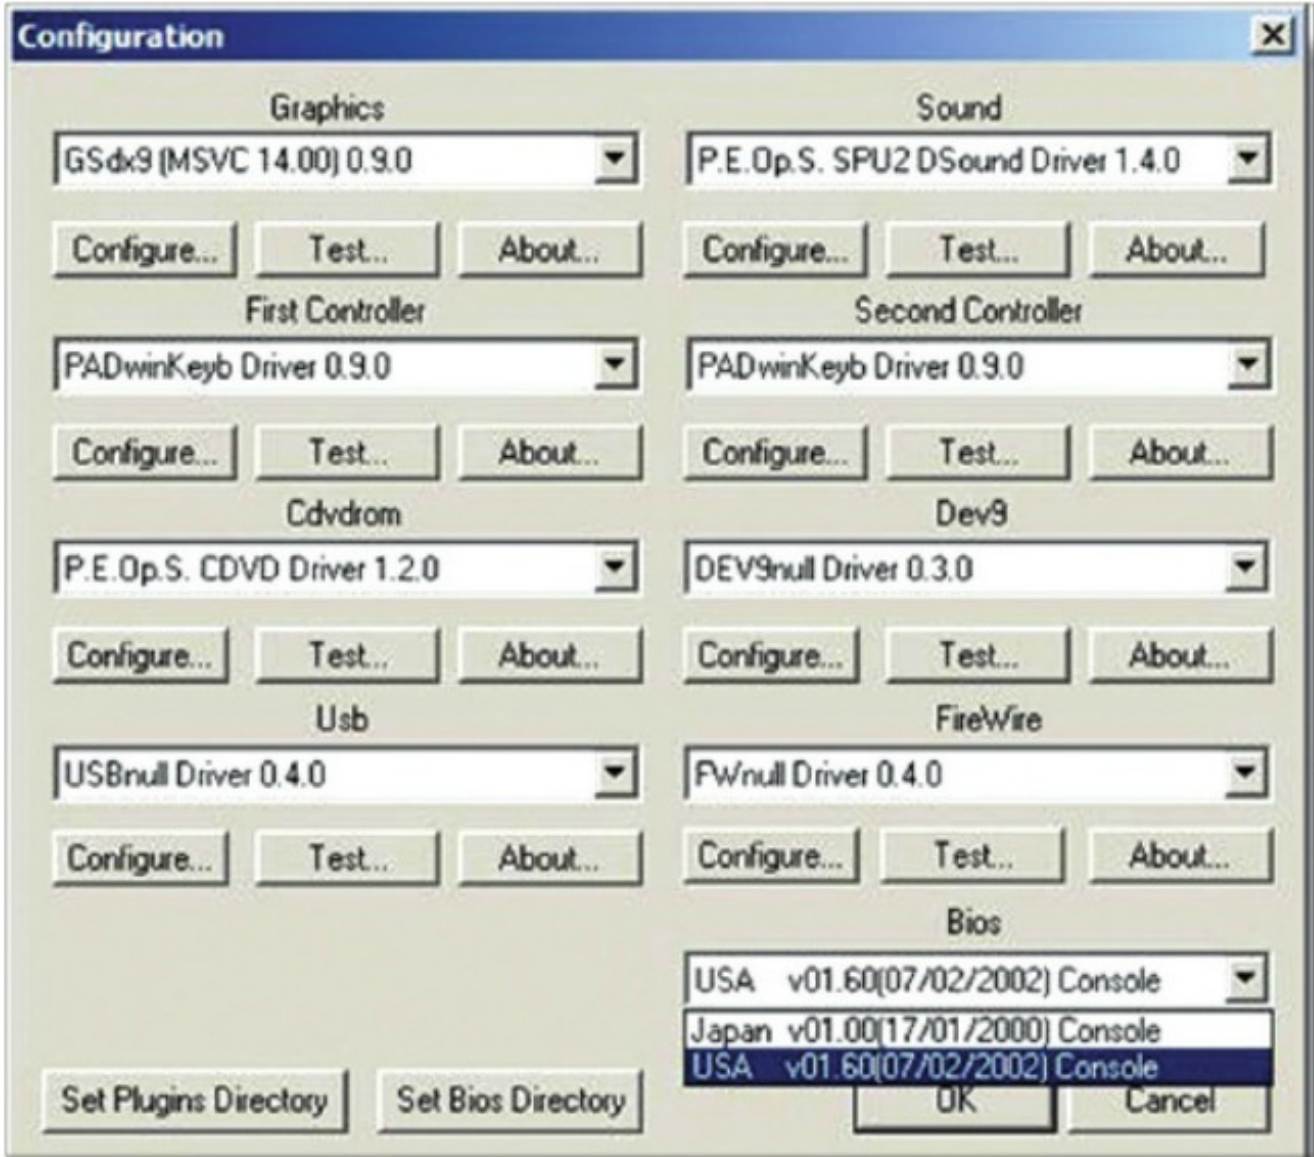 Configuration
Graphics
Sound
GSdx9 (MSVC 14.00) 0.9.0
P.E.Op.S. SPU2 DSound Driver 1.4.0
Configure... Test... About...
Configure... Test... About...
First Controller
Second Controller
PADwinKeyb Driver 0.9.0
PADwinKeyb Driver 0.9.0
Configure... Test... About...
Configure... Test... About...
Cdvdrom
Dev9
P.E.Op.S. CDVD Driver 1.2.0
DEV9null Driver 0.3.0
Configure... Test... About...
Configure... Test... About...
Usb
FireWire
USBnull Driver 0.4.0
FWnull Driver 0.4.0
Configure... Test... About...
Configure... Test... About...
Bios
USA v01.60(07/02/2002) Console
Japan v01.00(17/01/2000) Console
USA v01.60(07/02/2002) Console
Set Plugins Directory
Set Bios Directory
OK
Cancel